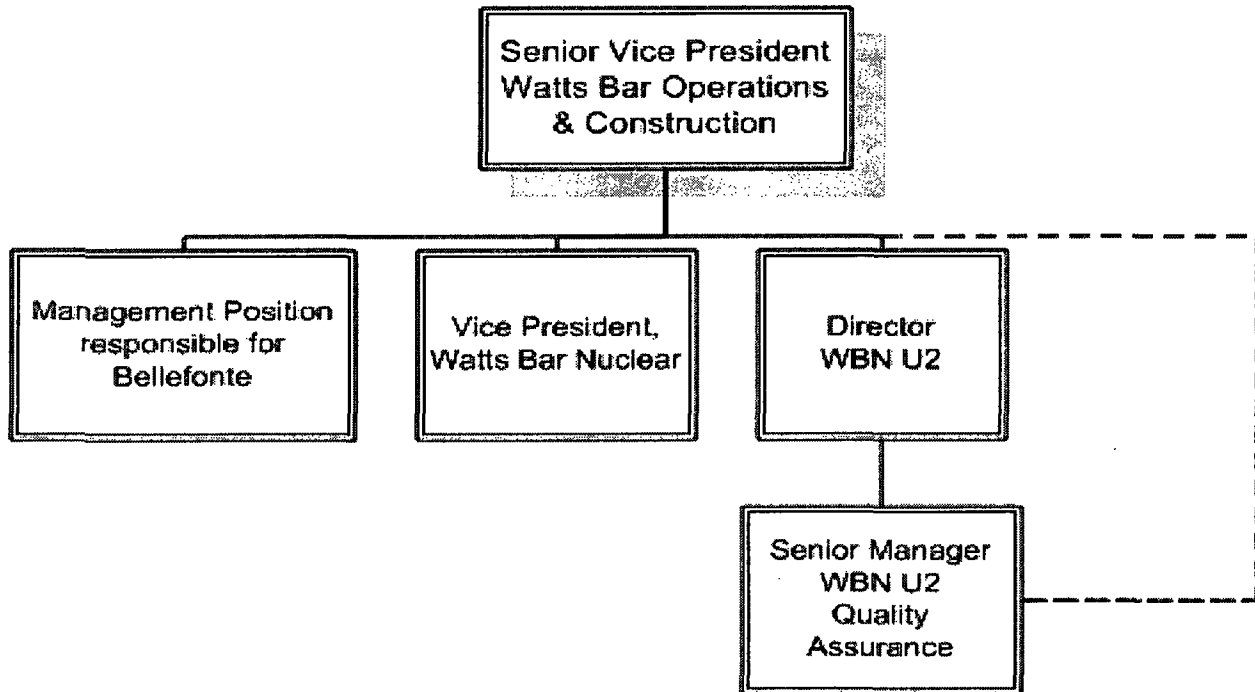 Senior Vice President
Watts Bar Operations
& Construction
Management Position
responsible for
Bellefonte
Vice President,
Watts Bar Nuclear
Director
WBN U2
Senior Manager
WBN U2
Quality
Assurance